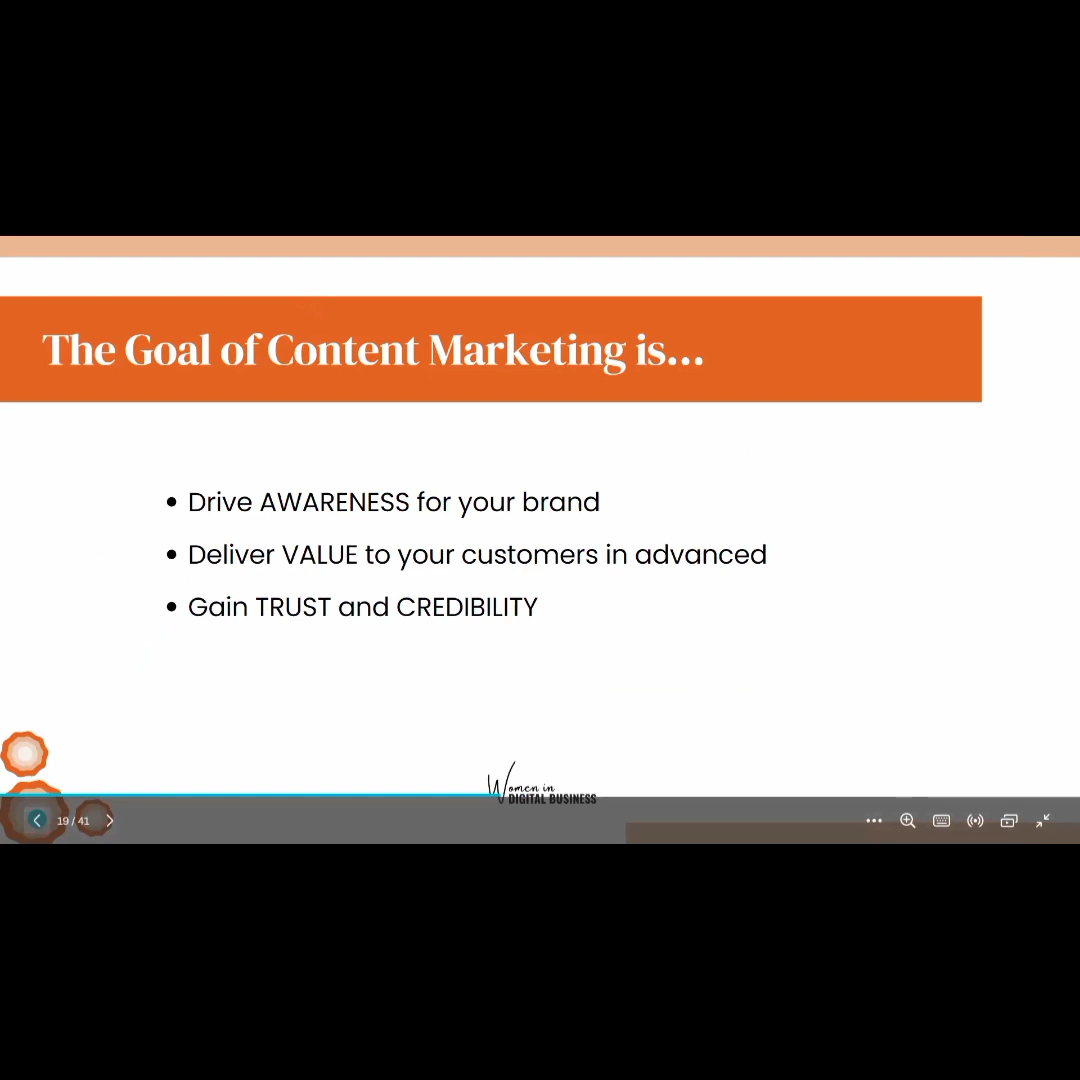 The Goal of Content Marketing is...
• Drive AWARENESS for your brand
• Deliver VALUE to your customers in advanced
• Gain TRUST and CREDIBILITY
Women in
DIGITAL BUSINESS
19 / 41